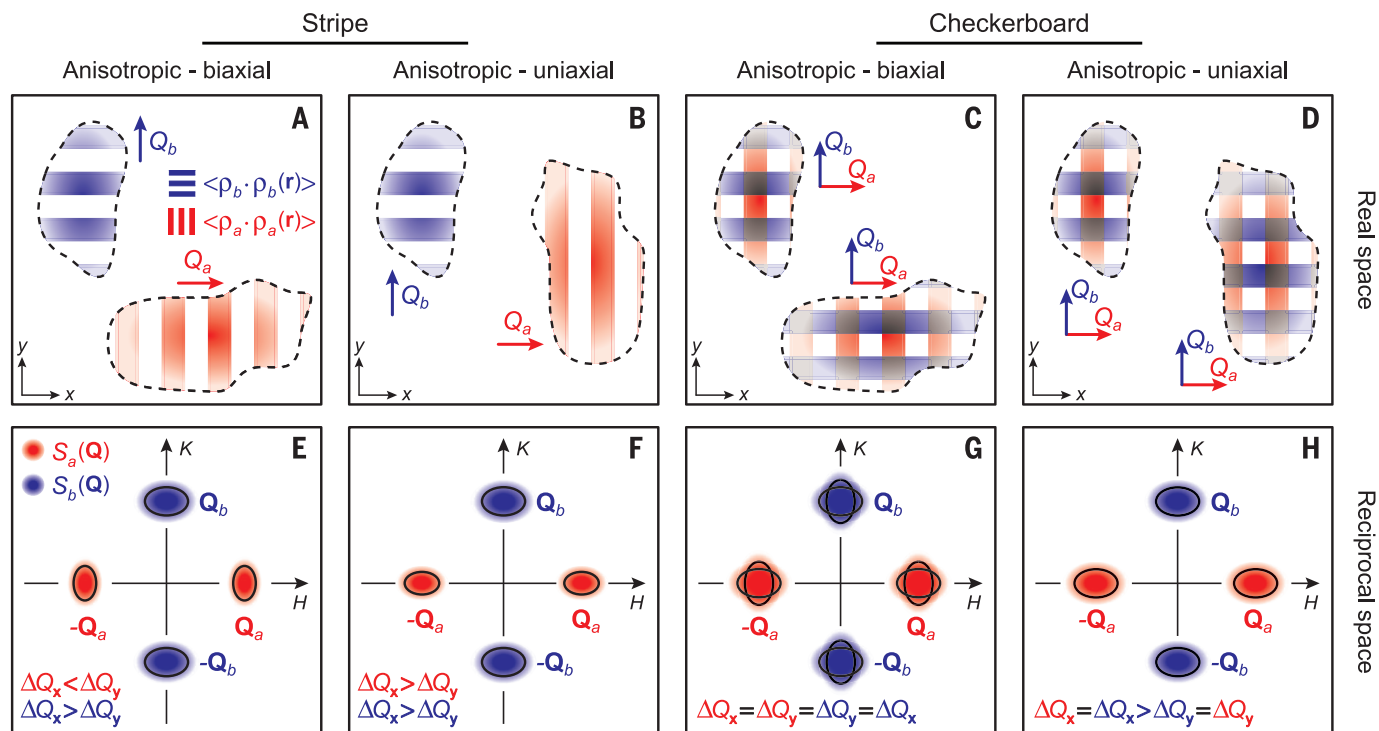 Stripe
Checkerboard
Anisotropic - biaxial
Anisotropic - uniaxial
Anisotropic - biaxial
Anisotropic - uniaxial
A
Q_b
<ρ_b · ρ_b(r)>
<ρ_a · ρ_a(r)>
Q_a
y
x
B
Q_b
Q_a
y
x
C
Q_b
Q_a
Q_b
Q_a
y
x
D
Q_b
Q_a
Q_b
Q_a
y
x
Real space
E
S_a(Q)
S_b(Q)
K
Q_b
H
-Q_a
Q_a
-Q_b
ΔQ_x < ΔQ_y
ΔQ_x > ΔQ_y
F
K
Q_b
H
-Q_a
Q_a
-Q_b
ΔQ_x > ΔQ_y
ΔQ_x > ΔQ_y
G
K
Q_b
H
-Q_a
Q_a
-Q_b
ΔQ_x = ΔQ_y = ΔQ_y = ΔQ_x
H
K
Q_b
H
-Q_a
Q_a
-Q_b
ΔQ_x = ΔQ_x > ΔQ_y = ΔQ_y
Reciprocal space